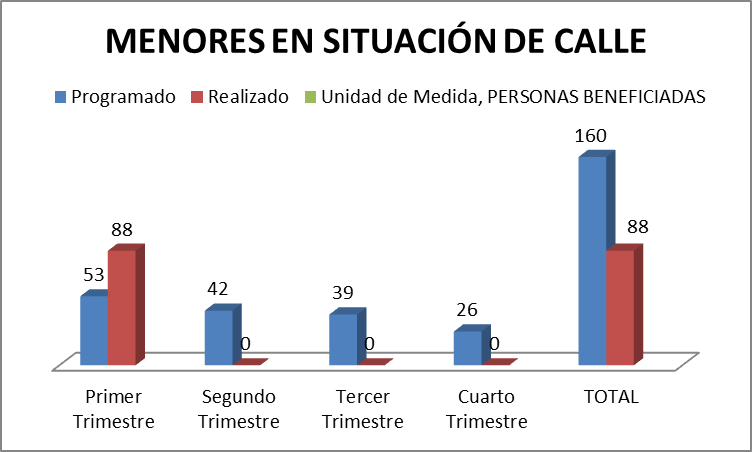 MENORES EN SITUACIÓN DE CALLE
Programado Realizado Unidad de Medida, PERSONAS BENEFICIADAS
160
88 88
53 42 39 26
0 0 0
Primer Segundo Tercer Cuarto TOTAL
Trimestre Trimestre Trimestre Trimestre